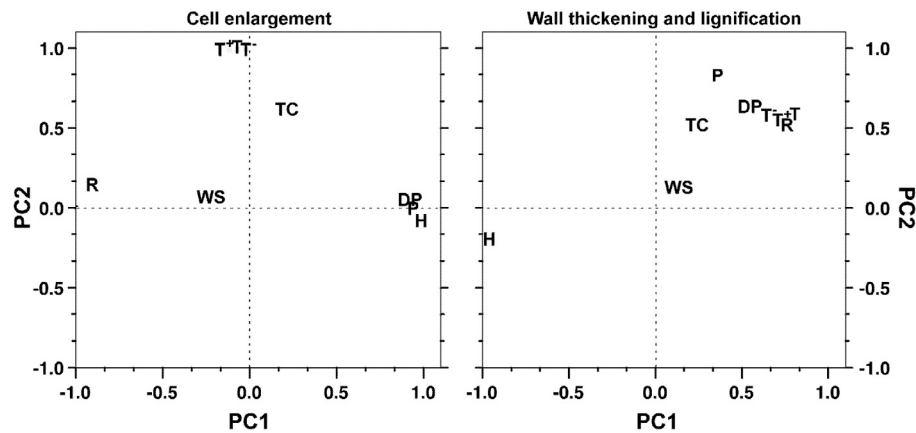 Cell enlargement
Wall thickening and lignification
1.0
0.5
0.0
-0.5
-1.0
PC2
T+ T T-
TC
R
WS
DP
P
H
-1.0 -0.5 0.0 0.5 1.0
PC1
P
DP
T- T+ T
R
TC
WS
H
1.0
0.5
0.0
-0.5
-1.0
PC2
-1.0 -0.5 0.0 0.5 1.0
PC1